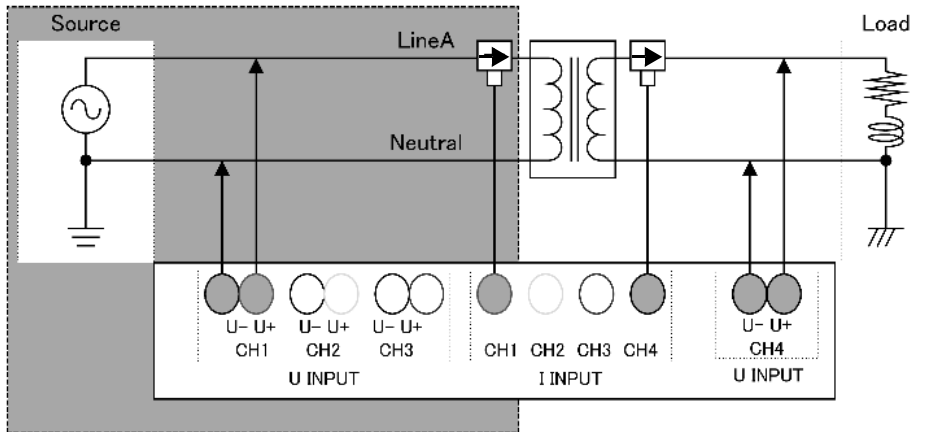 Source
LineA
Load
Neutral
U- U+ U- U+ U- U+
CH1 CH2 CH3
U INPUT
CH1 CH2 CH3 CH4
I INPUT
U- U+
CH4
U INPUT